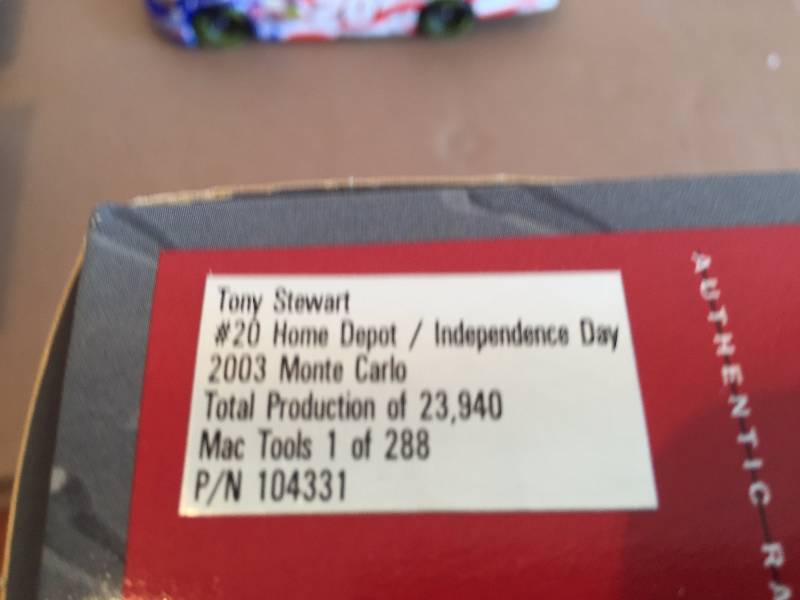 Tony Stewart
#20 Home Depot / Independence Day
2003 Monte Carlo
Total Production of 23,940
Mac Tools 1 of 288
P/N 104331
AUTHENTIC RA
20